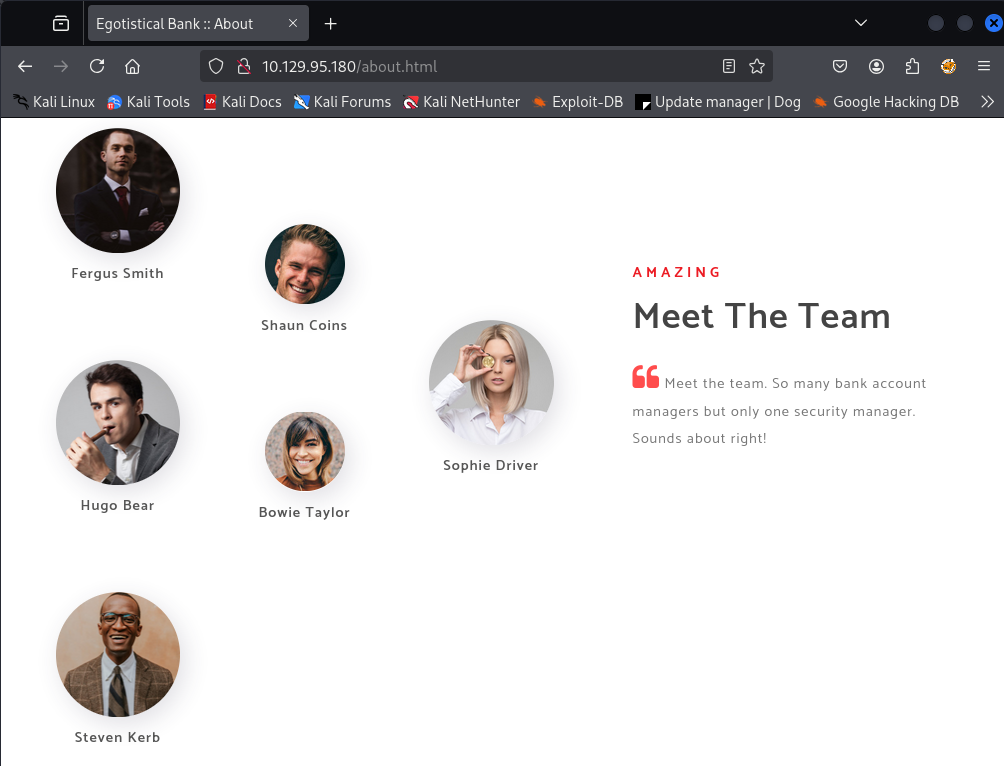 Egotistical Bank :: About
10.129.95.180/about.html
Kali Linux Kali Tools Kali Docs Kali Forums Kali NetHunter Exploit-DB Update manager | Dog Google Hacking DB
Fergus Smith
Shaun Coins
Hugo Bear
Bowie Taylor
Sophie Driver
Steven Kerb
AMAZING
Meet The Team
Meet the team. So many bank account
managers but only one security manager.
Sounds about right!